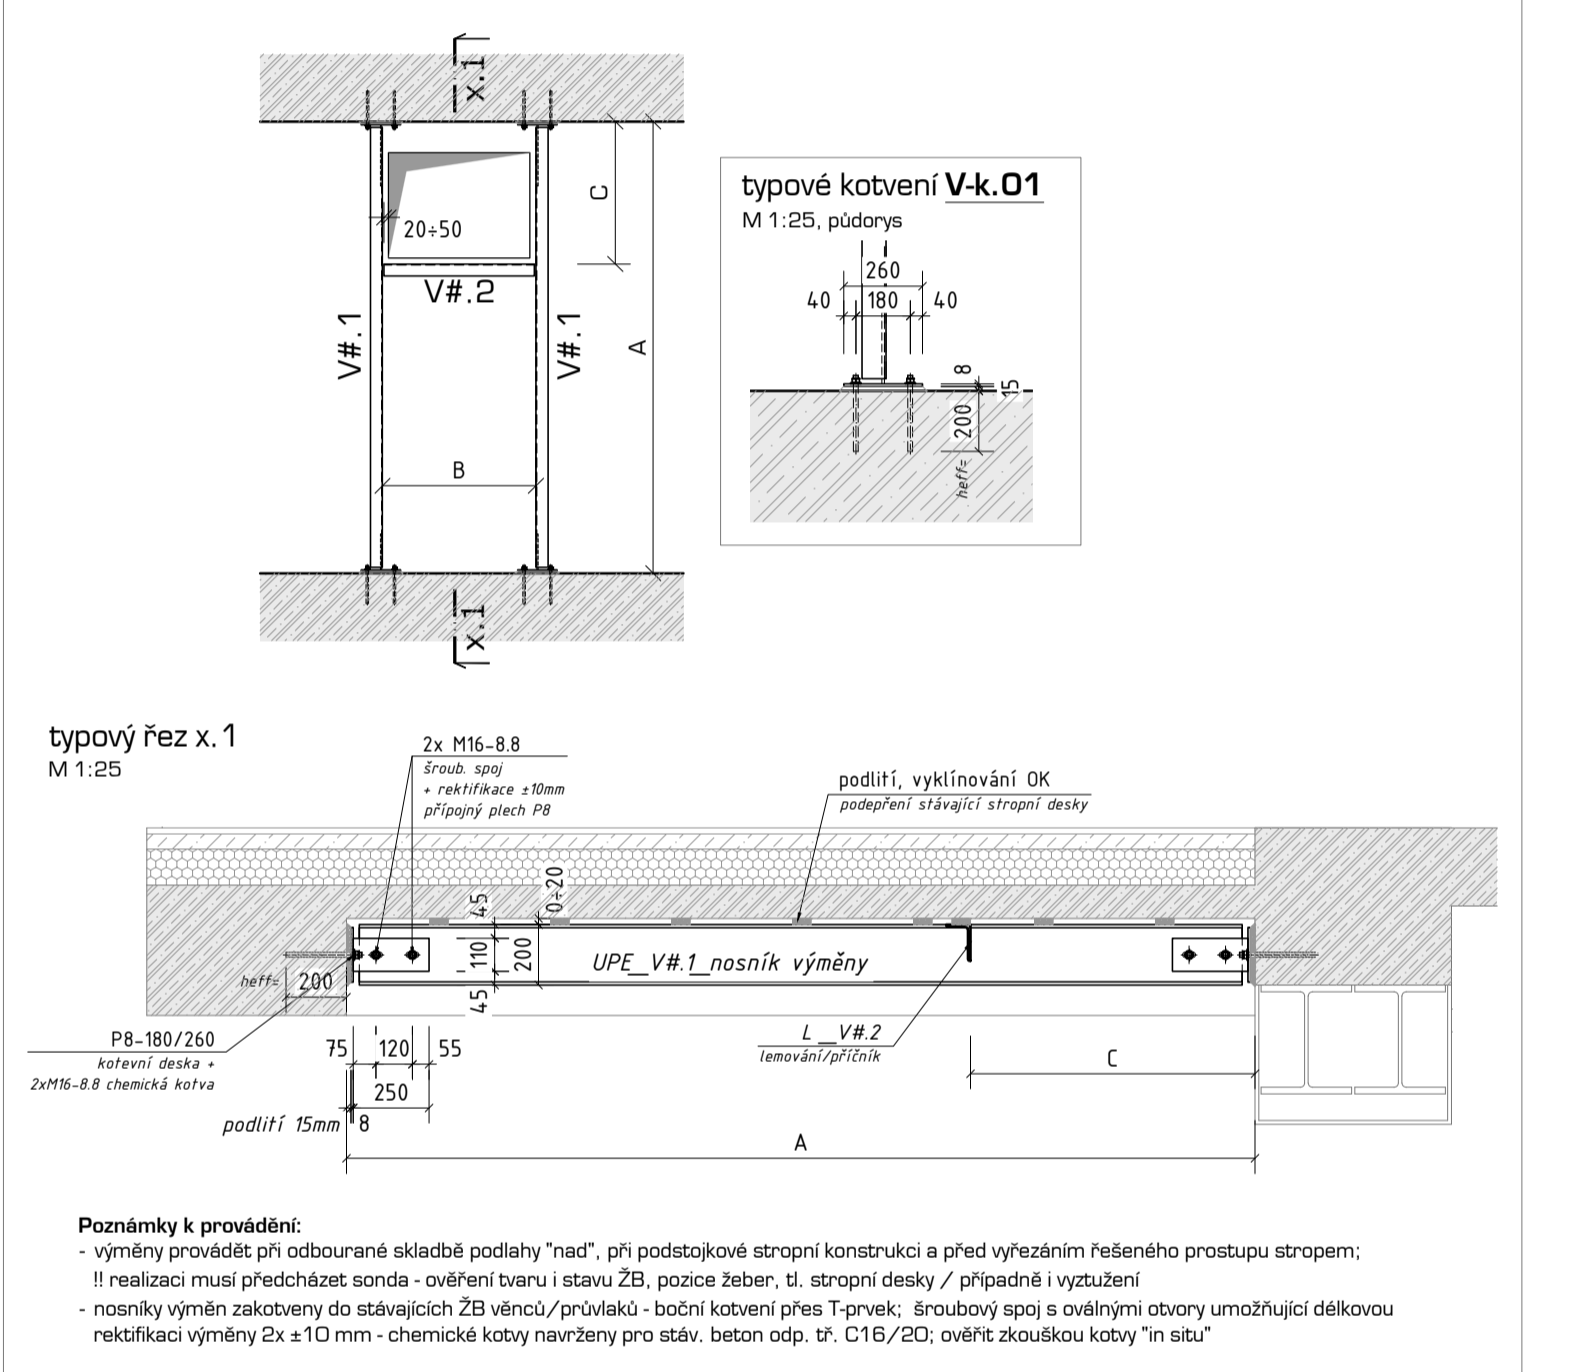 x.1
C
20÷50
V#.2
V#.1
V#.1
A
B
x.1
typové kotvení V-k.01
M 1:25, půdorys
260
40 180 40
8
15
200
heff=
typový řez x.1
M 1:25
2x M16-8.8
šroub. spoj
+ rektifikace ±10mm
přípojný plech P8
podlití, vyklínování OK
podepření stávající stropní desky
45
0÷20
110
200
45
UPE__V#.1_nosník výměny
heff= 200
P8-180/260
kotevní deska +
2xM16-8.8 chemická kotva
75 120 55
250
podlití 15mm 8
L __V#.2
lemování/příčník
C
A
Poznámky k provádění:
- výměny provádět při odbourané skladbě podlahy "nad", při podstojkové stropní konstrukci a před vyřezáním řešeného prostupu stropem;
!! realizaci musí předcházet sonda - ověření tvaru i stavu ŽB, pozice žeber, tl. stropní desky / případně i vyztužení
- nosníky výměn zakotveny do stávajících ŽB věnců/průvlaků - boční kotvení přes T-prvek; šroubový spoj s oválnými otvory umožňující délkovou
rektifikaci výměny 2x ±10 mm - chemické kotvy navrženy pro stáv. beton odp. tř. C16/20; ověřit zkouškou kotvy "in situ"